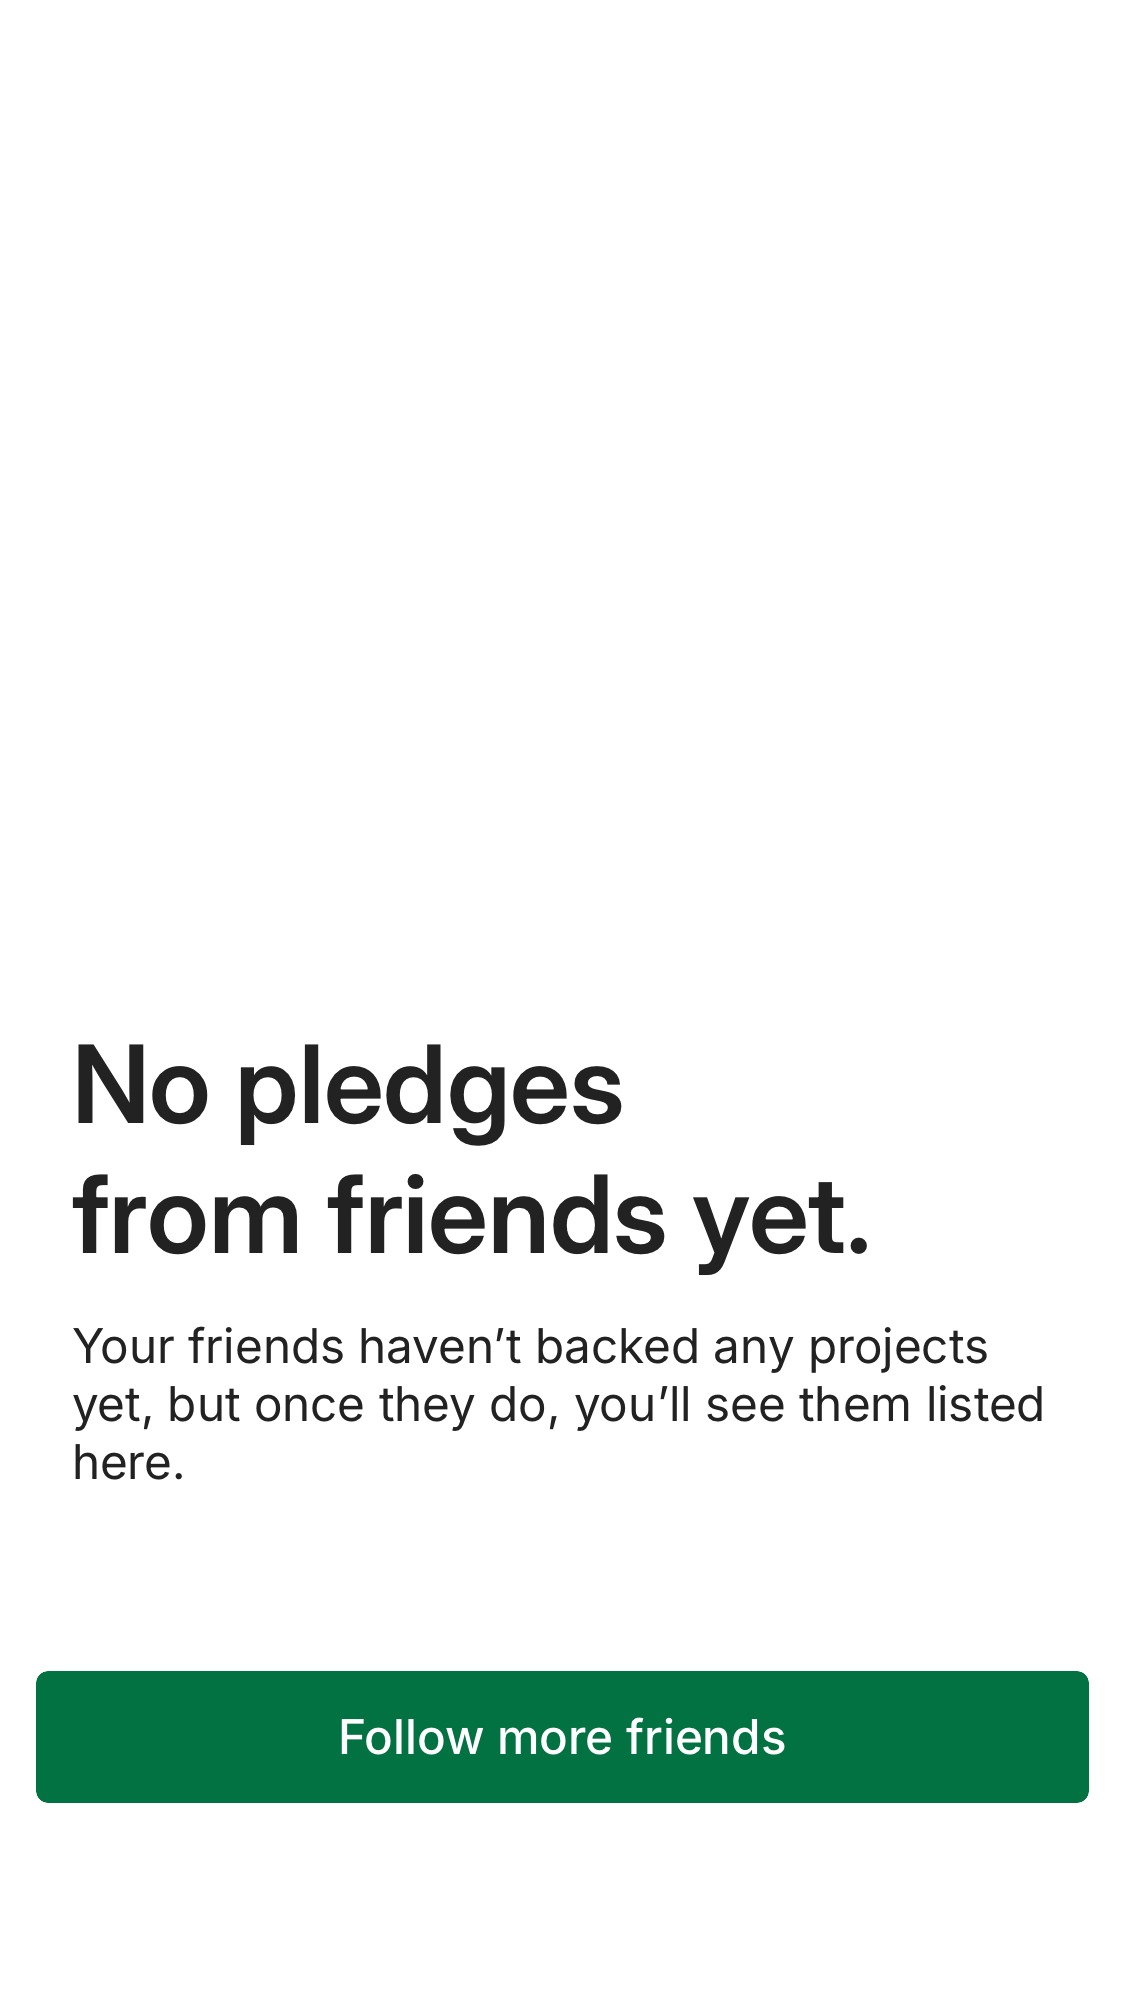 No pledges
from friends yet.
Your friends haven’t backed any projects
yet, but once they do, you’ll see them listed
here.
Follow more friends